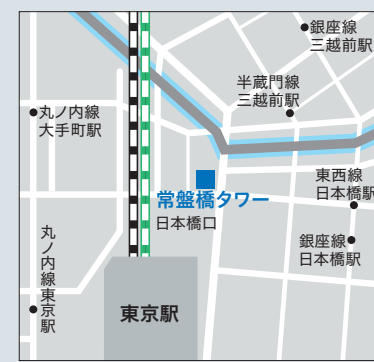 銀座線
三越前駅
半蔵門線
三越前駅
丸ノ内線
大手町駅
常盤橋タワー
日本橋口
東西線
日本橋駅
銀座線
日本橋駅
丸ノ内線東京駅
東京駅